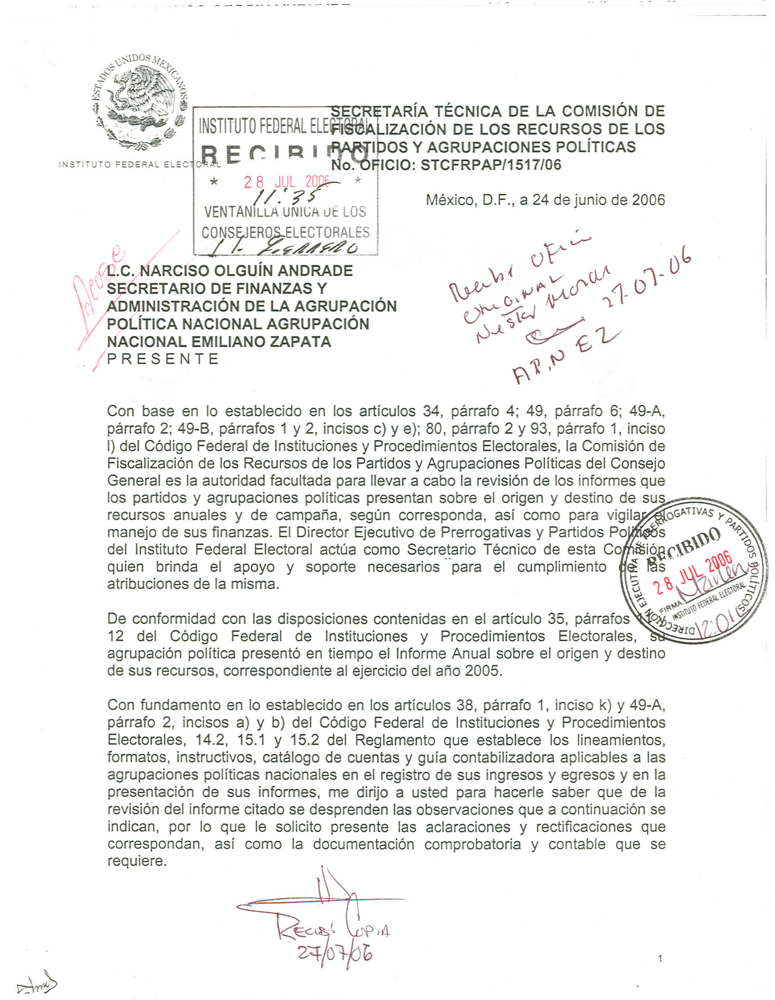 ESTADOS UNIDOS MEXICANOS
INSTITUTO FEDERAL ELECTORAL
SECRETARÍA TÉCNICA DE LA COMISIÓN DE
FISCALIZACIÓN DE LOS RECURSOS DE LOS
PARTIDOS Y AGRUPACIONES POLÍTICAS
No. OFICIO: STCFRPAP/1517/06
INSTITUTO FEDERAL ELECTORAL
RECIBIDO
* 28 JUL 2006 *
11:35
VENTANILLA UNICA DE LOS
CONSEJEROS ELECTORALES
México, D.F., a 24 de junio de 2006
Acuse
Recibi Oficio
Original
Nestor
27-07-06
A.P.N EZ
L.C. NARCISO OLGUÍN ANDRADE
SECRETARIO DE FINANZAS Y
ADMINISTRACIÓN DE LA AGRUPACIÓN
POLÍTICA NACIONAL AGRUPACIÓN
NACIONAL EMILIANO ZAPATA
P R E S E N T E
Con base en lo establecido en los artículos 34, párrafo 4; 49, párrafo 6; 49-A,
párrafo 2; 49-B, párrafos 1 y 2, incisos c) y e); 80, párrafo 2 y 93, párrafo 1, inciso
l) del Código Federal de Instituciones y Procedimientos Electorales, la Comisión de
Fiscalización de los Recursos de los Partidos y Agrupaciones Políticas del Consejo
General es la autoridad facultada para llevar a cabo la revisión de los informes que
los partidos y agrupaciones políticas presentan sobre el origen y destino de sus
recursos anuales y de campaña, según corresponda, así como para vigilar el
manejo de sus finanzas. El Director Ejecutivo de Prerrogativas y Partidos Políticos
del Instituto Federal Electoral actúa como Secretario Técnico de esta Comisión
quien brinda el apoyo y soporte necesarios para el cumplimiento de las
atribuciones de la misma.
DIRECCIÓN EJECUTIVA DE PRERROGATIVAS Y PARTIDOS POLÍTICOS
RECIBIDO
28 JUL 2006
FIRMA
INSTITUTO FEDERAL ELECTORAL
De conformidad con las disposiciones contenidas en el artículo 35, párrafos
12 del Código Federal de Instituciones y Procedimientos Electorales, su
agrupación política presentó en tiempo el Informe Anual sobre el origen y destino
de sus recursos, correspondiente al ejercicio del año 2005.
Con fundamento en lo establecido en los artículos 38, párrafo 1, inciso k) y 49-A,
párrafo 2, incisos a) y b) del Código Federal de Instituciones y Procedimientos
Electorales, 14.2, 15.1 y 15.2 del Reglamento que establece los lineamientos,
formatos, instructivos, catálogo de cuentas y guía contabilizadora aplicables a las
agrupaciones políticas nacionales en el registro de sus ingresos y egresos y en la
presentación de sus informes, me dirijo a usted para hacerle saber que de la
revisión del informe citado se desprenden las observaciones que a continuación se
indican, por lo que le solicito presente las aclaraciones y rectificaciones que
correspondan, así como la documentación comprobatoria y contable que se
requiere.
Recibí Copia
27/07/06
1